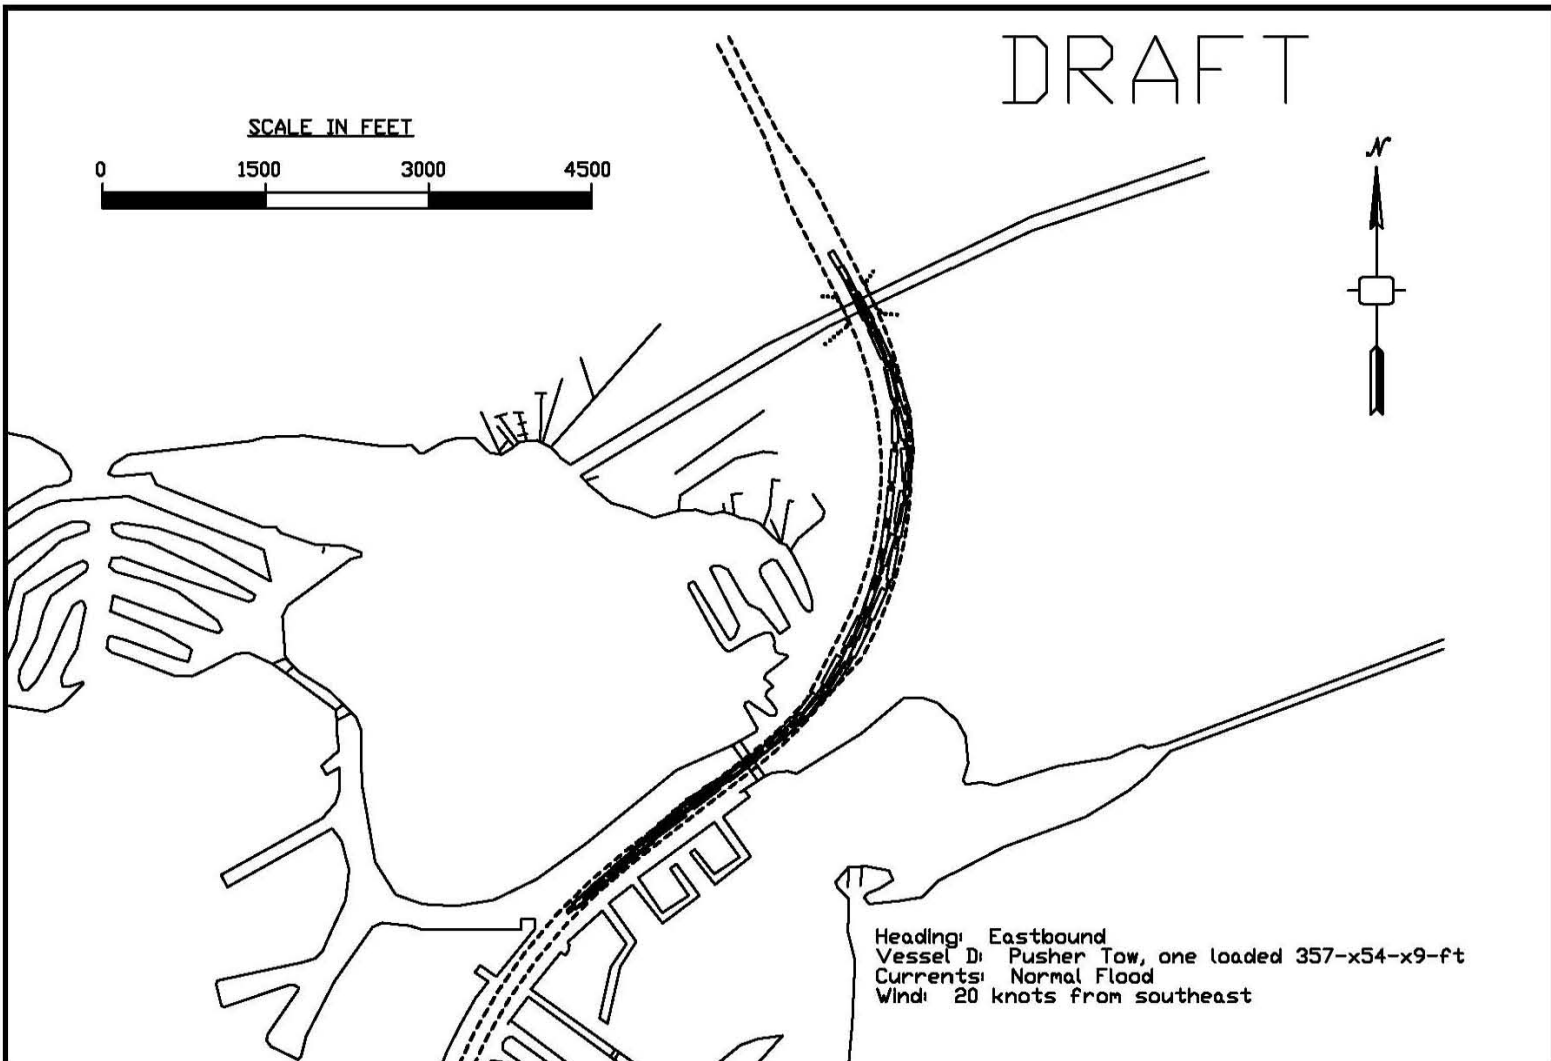 DRAFT
SCALE IN FEET
0 1500 3000 4500
N
Heading: Eastbound
Vessel D: Pusher Tow, one loaded 357-x54-x9-ft
Currents: Normal Flood
Wind: 20 knots from southeast